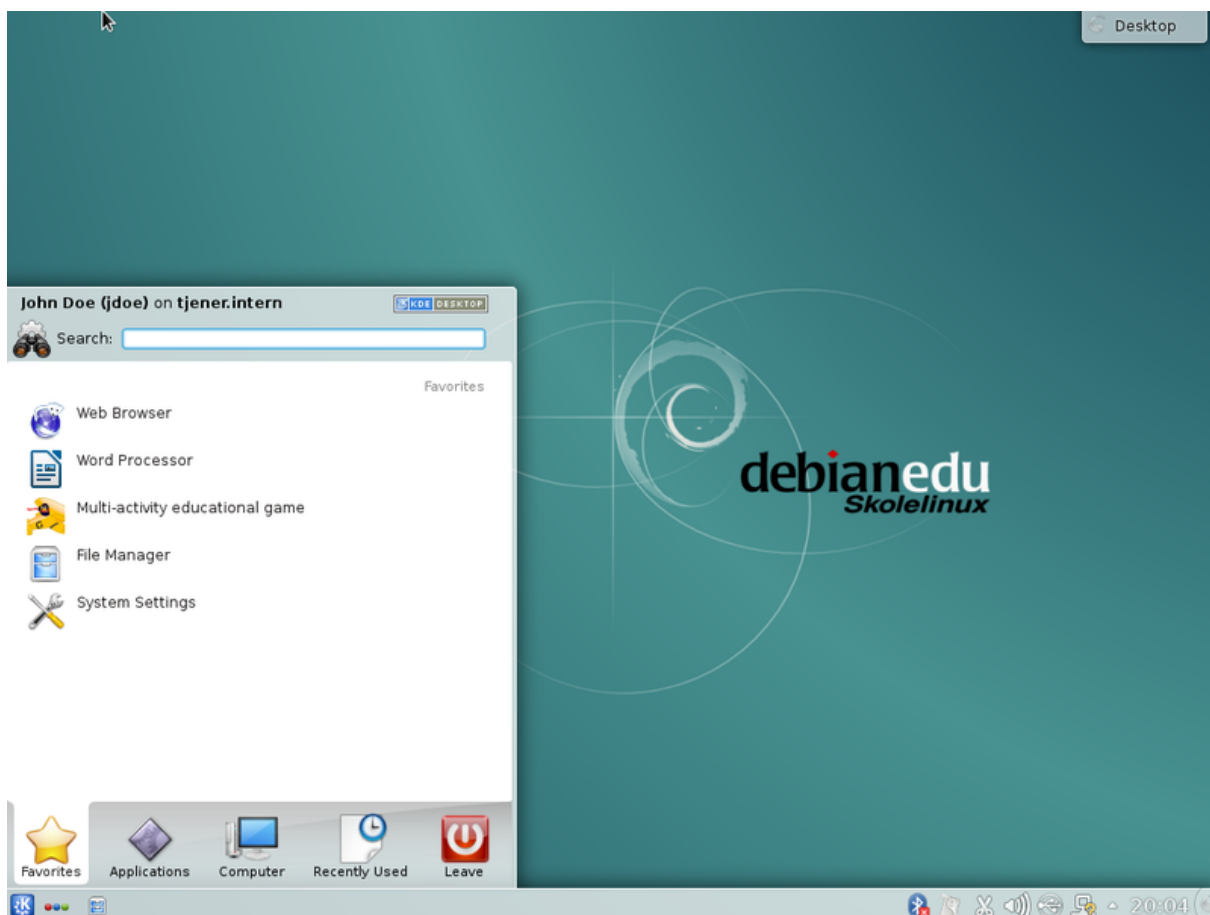 Desktop
John Doe (jdoe) on tjener.intern
KDE DESKTOP
Search:
Favorites
Web Browser
Word Processor
Multi-activity educational game
File Manager
System Settings
debianedu
Skolelinux
Favorites
Applications
Computer
Recently Used
Leave
20:04